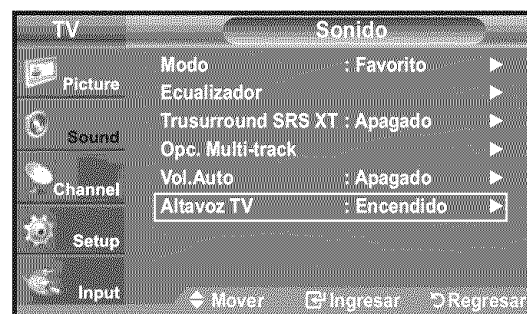 TV Sonido
Picture
Sound
Channel
Setup
Input
Modo : Favorito
Ecualizador
Trusurround SRS XT : Apagado
Opc. Multi-track
Vol.Auto : Apagado
Altavoz TV : Encendido
Mover Ingresar Regresar